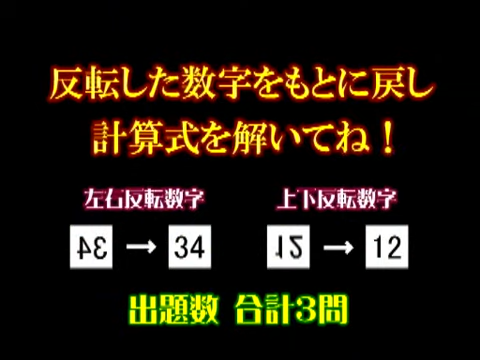 反転した数字をもとに戻し
計算式を解いてね！
左右反転数字 上下反転数字
34 → 34 12 → 12
出題数 合計3問